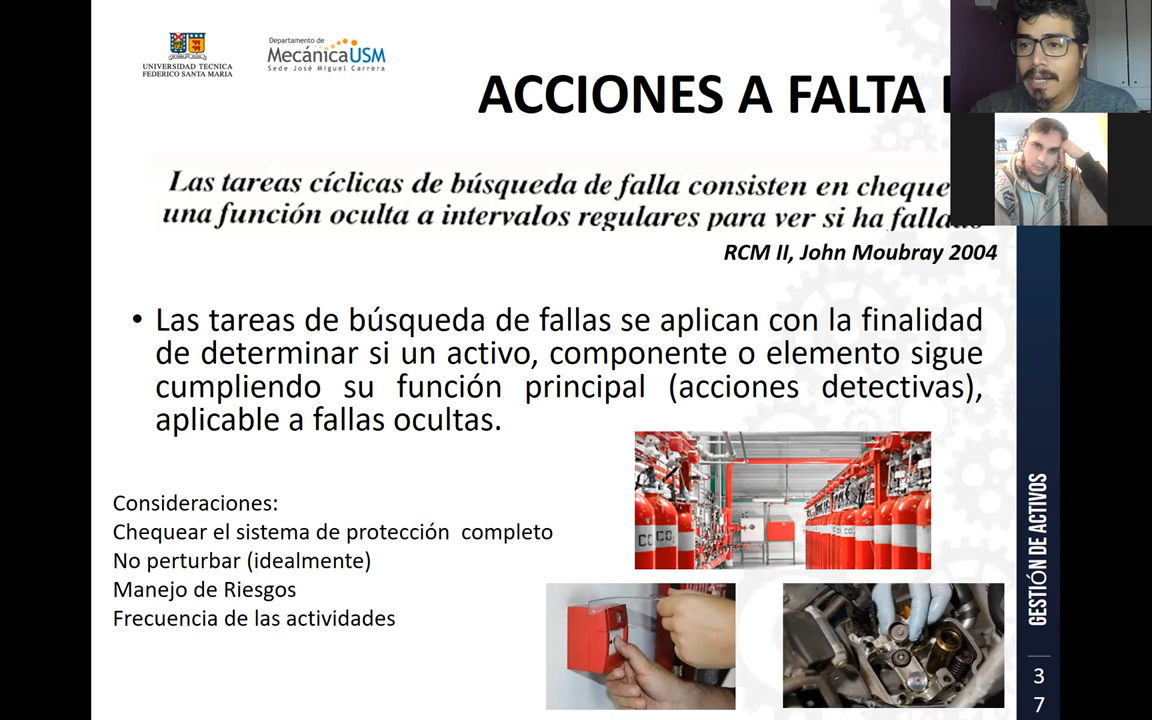 UNIVERSIDAD TECNICA
FEDERICO SANTA MARIA
Departamento de
MecánicaUSM
Sede José Miguel Carrera
ACCIONES A FALTA
Las tareas cíclicas de búsqueda de falla consisten en
una función oculta a intervalos regulares para ver si ha
RCM II, John Moubray 2004
• Las tareas de búsqueda de fallas se aplican con la finalidad
de determinar si un activo, componente o elemento sigue
cumpliendo su función principal (acciones detectivas),
aplicable a fallas ocultas.
Consideraciones:
Chequear el sistema de protección completo
No perturbar (idealmente)
Manejo de Riesgos
Frecuencia de las actividades
GESTIÓN DE ACTIVOS
3
7